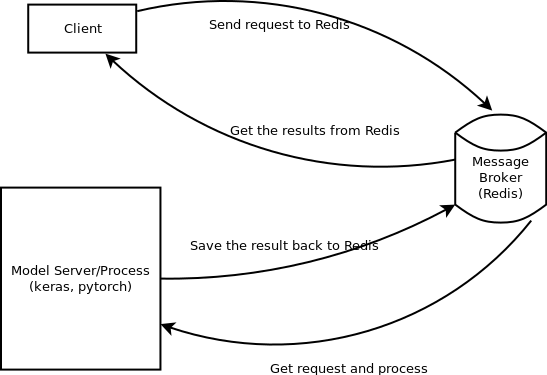 Client
Send request to Redis
Get the results from Redis
Message
Broker
(Redis)
Save the result back to Redis
Model Server/Process
(keras, pytorch)
Get request and process